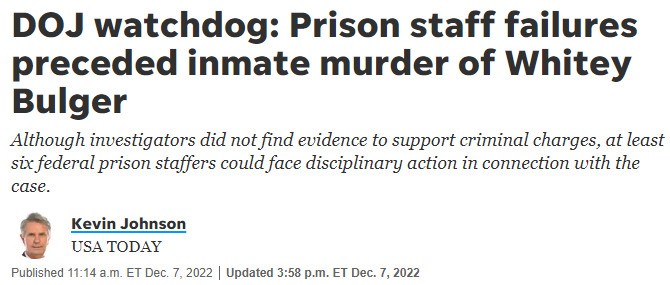 DOJ watchdog: Prison staff failures
preceded inmate murder of Whitey
Bulger
Although investigators did not find evidence to support criminal charges, at least
six federal prison staffers could face disciplinary action in connection with the
case.
Kevin Johnson
USA TODAY
Published 11:14 a.m. ET Dec. 7, 2022 | Updated 3:58 p.m. ET Dec. 7, 2022